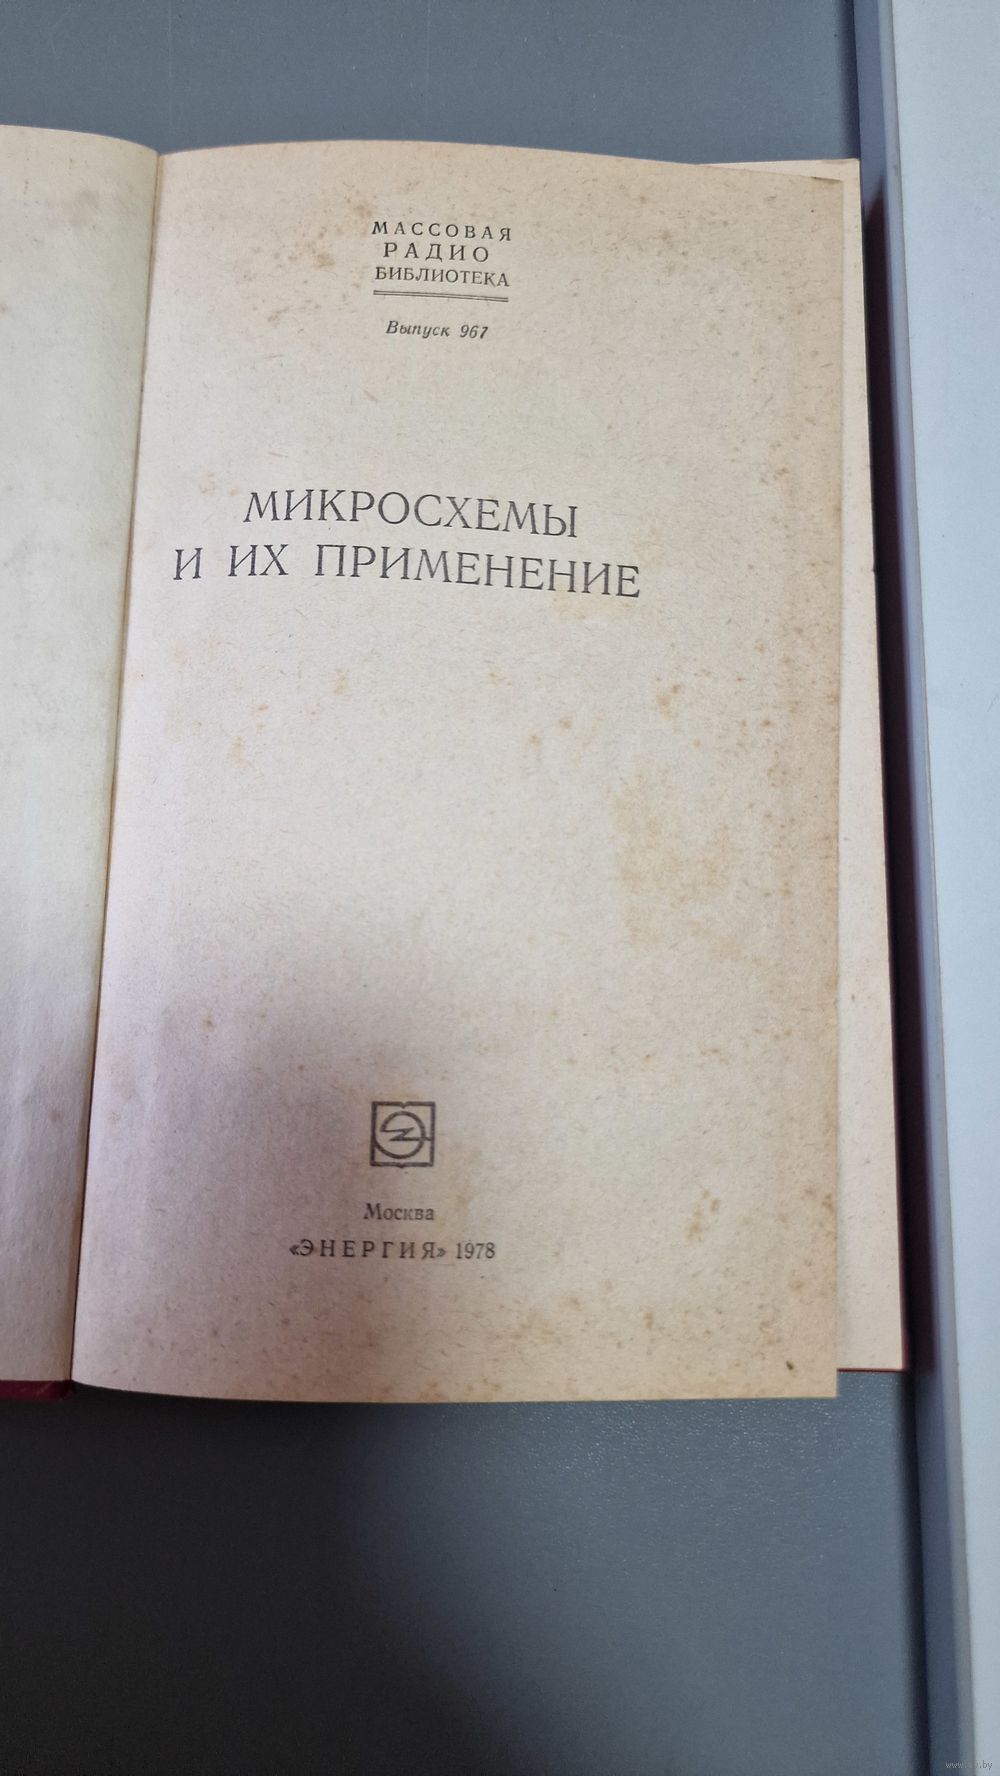 МАССОВАЯ
РАДИО
БИБЛИОТЕКА
Выпуск 967
МИКРОСХЕМЫ
И ИХ ПРИМЕНЕНИЕ
Москва
«ЭНЕРГИЯ» 1978